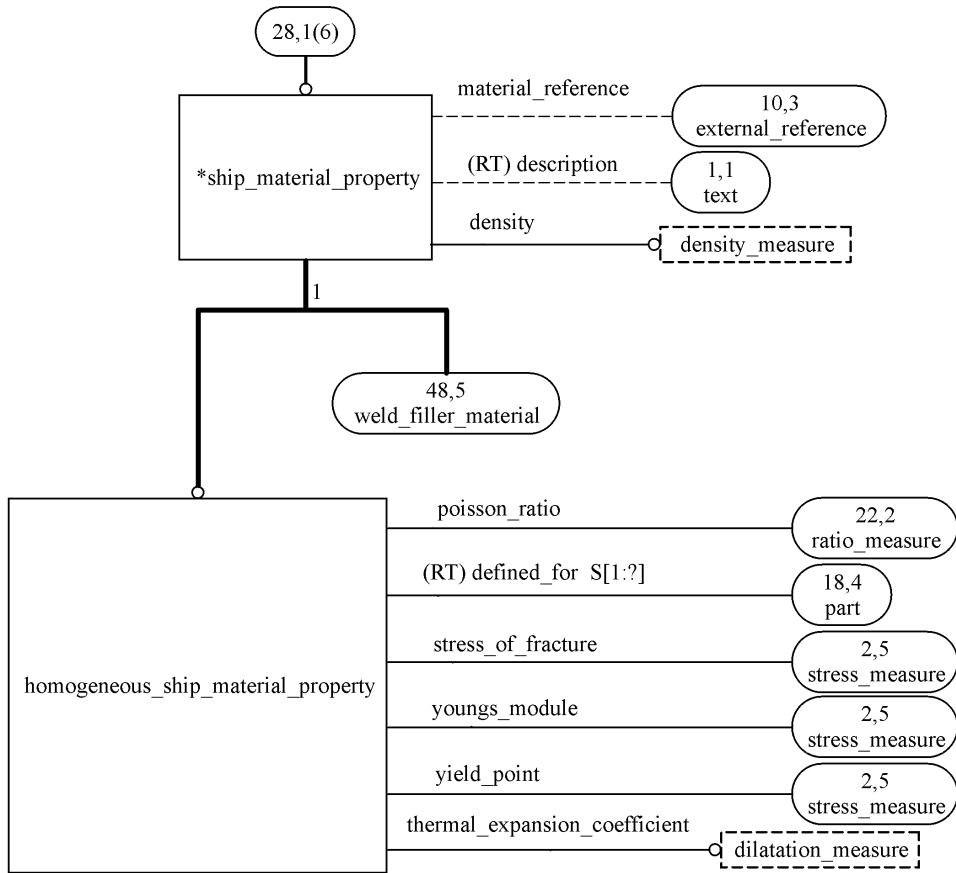 28,1(6)
material_reference
10,3
external_reference
*ship_material_property
(RT) description
1,1
text
density
density_measure
1
48,5
weld_filler_material
poisson_ratio
22,2
ratio_measure
(RT) defined_for S[1:?]
18,4
part
stress_of_fracture
2,5
stress_measure
homogeneous_ship_material_property
youngs_module
2,5
stress_measure
yield_point
2,5
stress_measure
thermal_expansion_coefficient
dilatation_measure